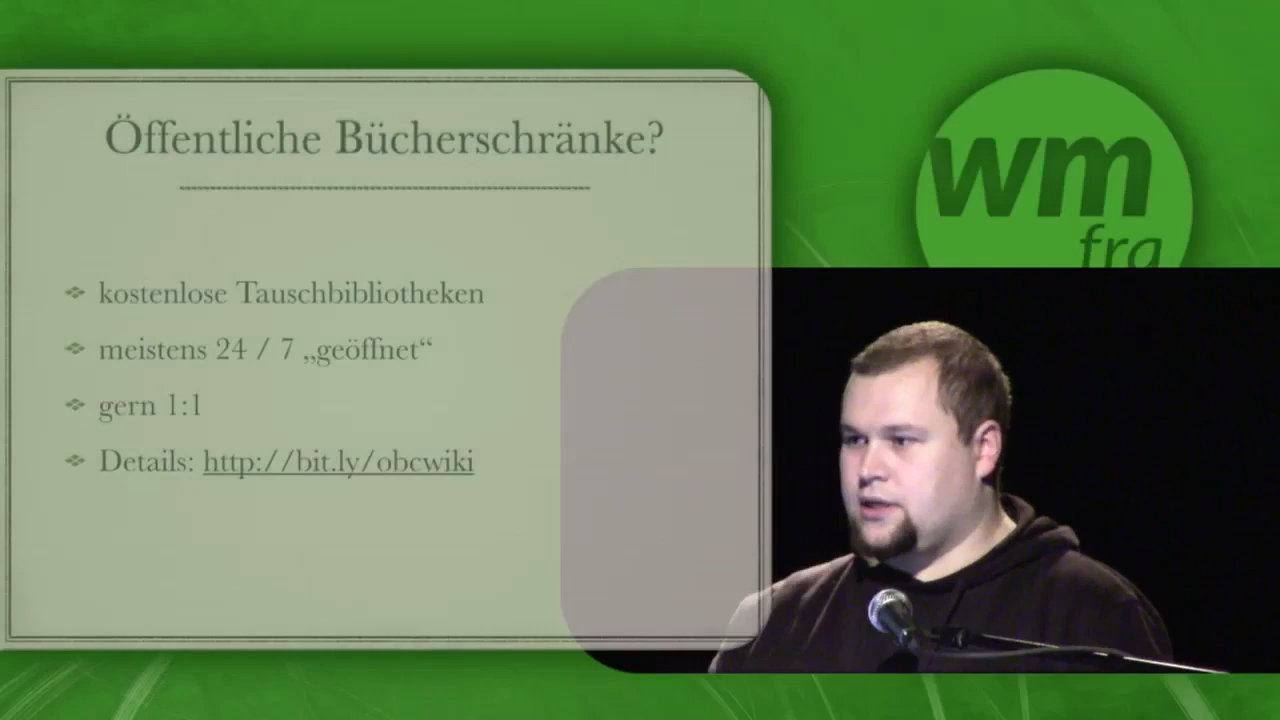 Öffentliche Bücherschränke?
kostenlose Tauschbibliotheken
meistens 24 / 7 „geöffnet“
gern 1:1
Details: http://bit.ly/obcwiki
wm
fra